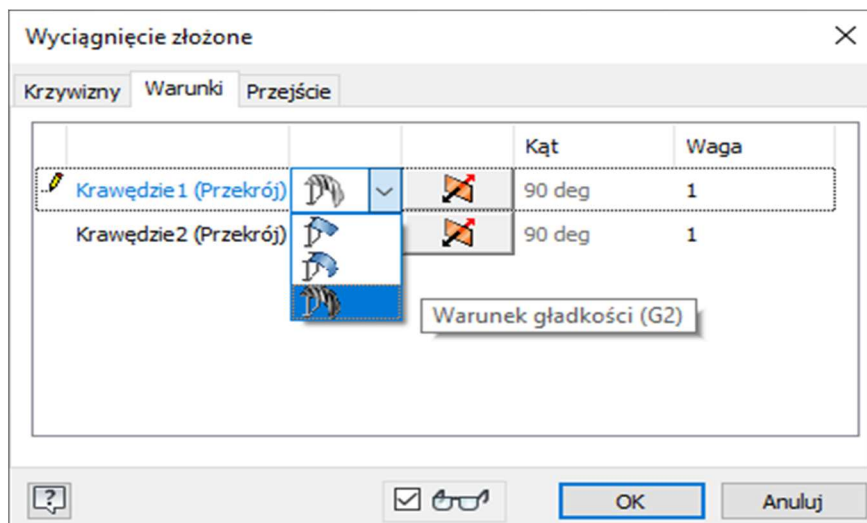 Wyciągnięcie złożone
Krzywizny Warunki Przejście
Kąt Waga
Krawędzie1 (Przekrój) 90 deg 1
Krawędzie2 (Przekrój) 90 deg 1
Warunek gładkości (G2)
OK Anuluj